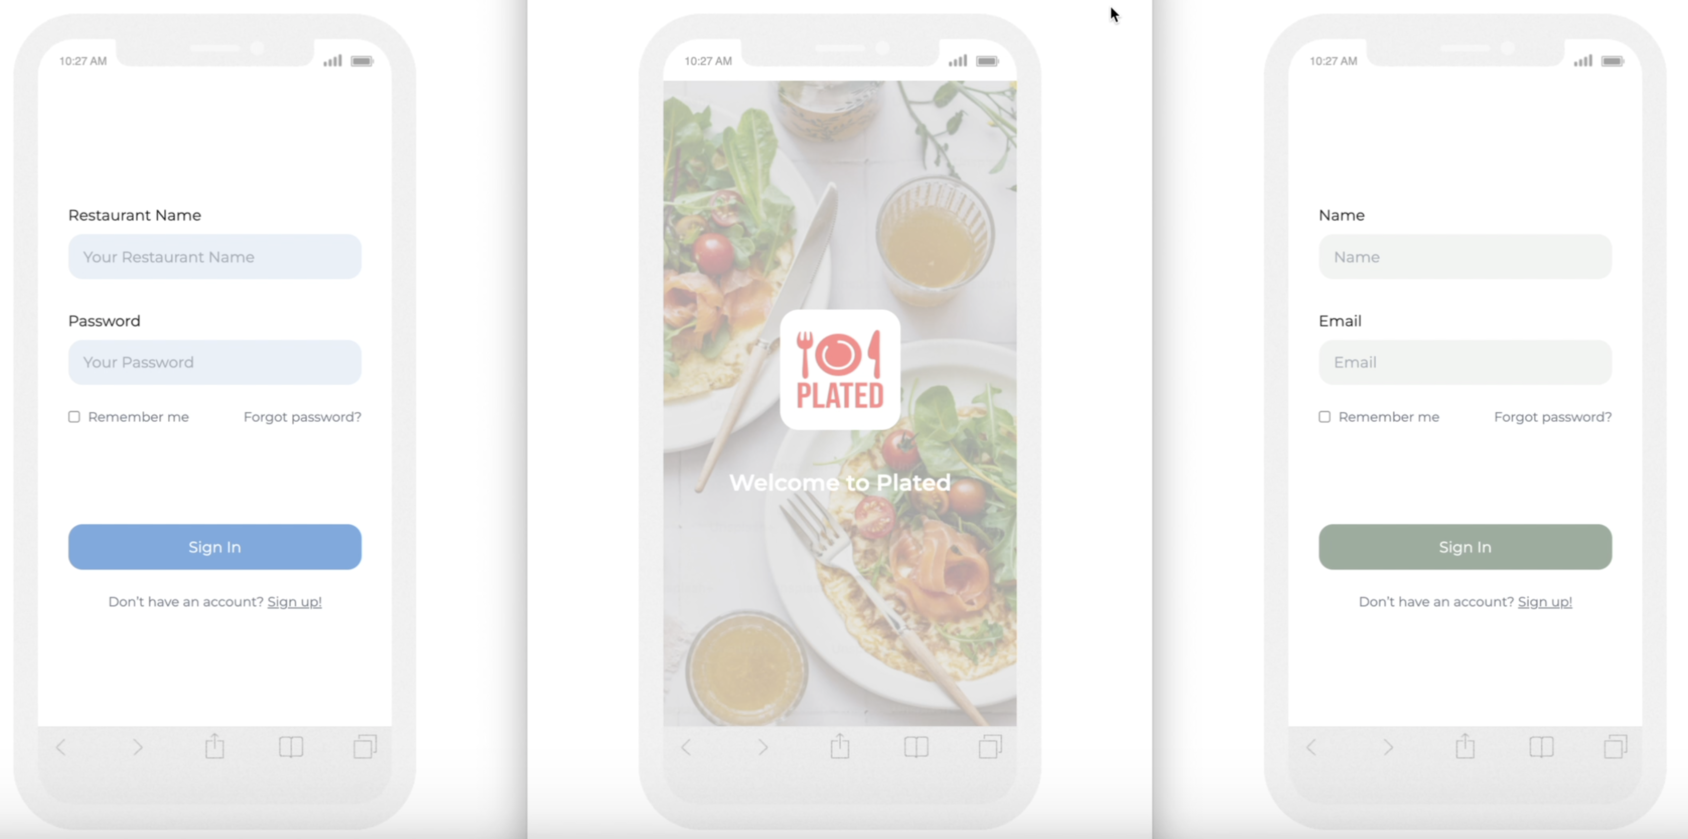 10:27 AM
Restaurant Name
Your Restaurant Name
Password
Your Password
Remember me
Forgot password?
Sign In
Don't have an account? Sign up!
10:27 AM
PLATED
Welcome to Plated
10:27 AM
Name
Name
Email
Email
Remember me
Forgot password?
Sign In
Don't have an account? Sign up!